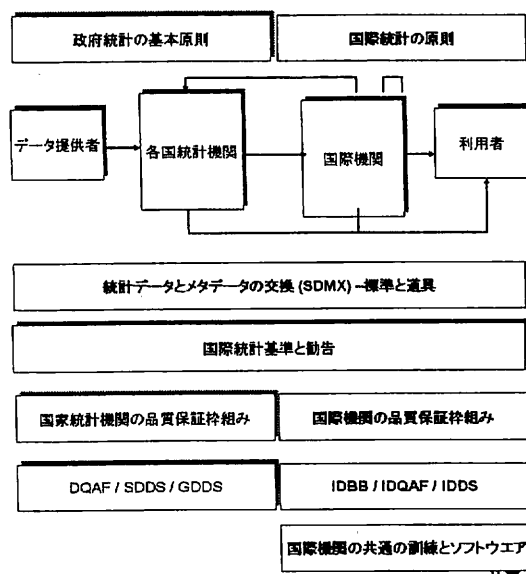 政府統計の基本原則
国際統計の原則
データ提供者
各国統計機関
国際機関
利用者
統計データとメタデータの交換 (SDMX) –標準と道具
国際統計基準と勧告
国家統計機関の品質保証枠組み
国際機関の品質保証枠組み
DQAF / SDDS / GDDS
IDBB / IDQAF / IDDS
国際機関の共通の訓練とソフトウエア